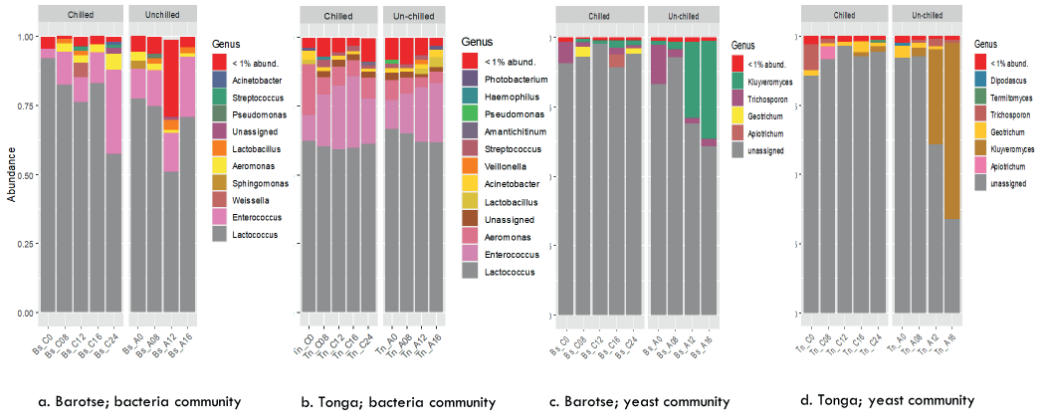 Chilled
Unchilled
Abundance
1.00
0.75
0.50
0.25
0.00
Bs_C0
Bs_C08
Bs_C12
Bs_C16
Bs_C24
Bs_A0
Bs_A08
Bs_A12
Bs_A16
Genus
< 1% abund.
Acinetobacter
Streptococcus
Pseudomonas
Unassigned
Lactobacillus
Aeromonas
Sphingomonas
Weissella
Enterococcus
Lactococcus
a. Barotse; bacteria community
Chilled
Un-chilled
Tn_C08
Tn_C12
Tn_C16
Tn_C24
Tn_A0
Tn_A08
Tn_A12
Tn_A16
Genus
< 1% abund.
Photobacterium
Haemophilus
Pseudomonas
Amantichitinum
Streptococcus
Veillonella
Acinetobacter
Lactobacillus
Unassigned
Aeromonas
Enterococcus
Lactococcus
b. Tonga; bacteria community
Chilled
Un-chilled
Bs_C0
Bs_C08
Bs_C12
Bs_C16
Bs_C24
Bs_A0
Bs_A08
Bs_A12
Bs_A16
Genus
< 1% abund.
Kluyveromyces
Trichosporon
Geotrichum
Apiotrichum
unassigned
c. Barotse; yeast community
Chilled
Un-chilled
Tn_C0
Tn_C08
Tn_C12
Tn_C16
Tn_C24
Tn_A0
Tn_A08
Tn_A12
Tn_A16
Genus
< 1% abund.
Dipodascus
Termitomyces
Trichosporon
Geotrichum
Kluyveromyces
Apiotrichum
unassigned
d. Tonga; yeast community